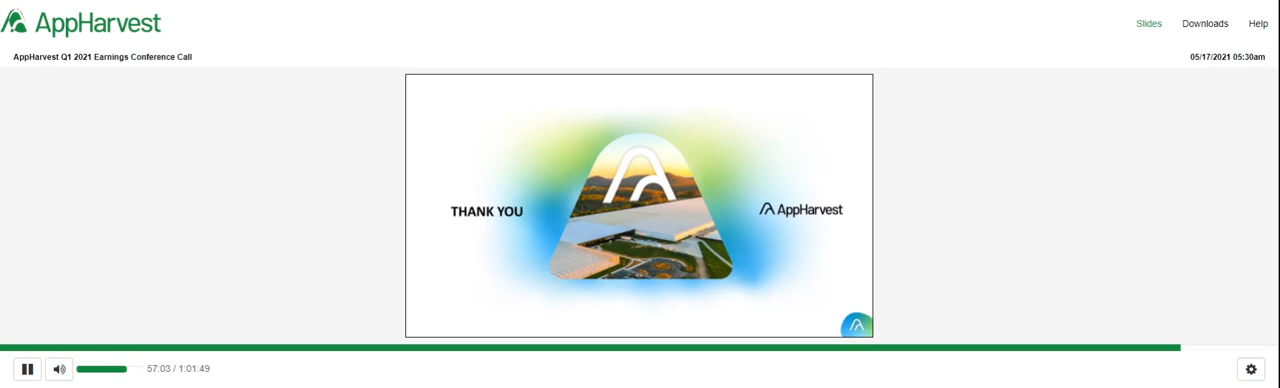 AppHarvest
Slides Downloads Help
AppHarvest Q1 2021 Earnings Conference Call
05/17/2021 05:30am
THANK YOU
AppHarvest
57:03 / 1:01:49